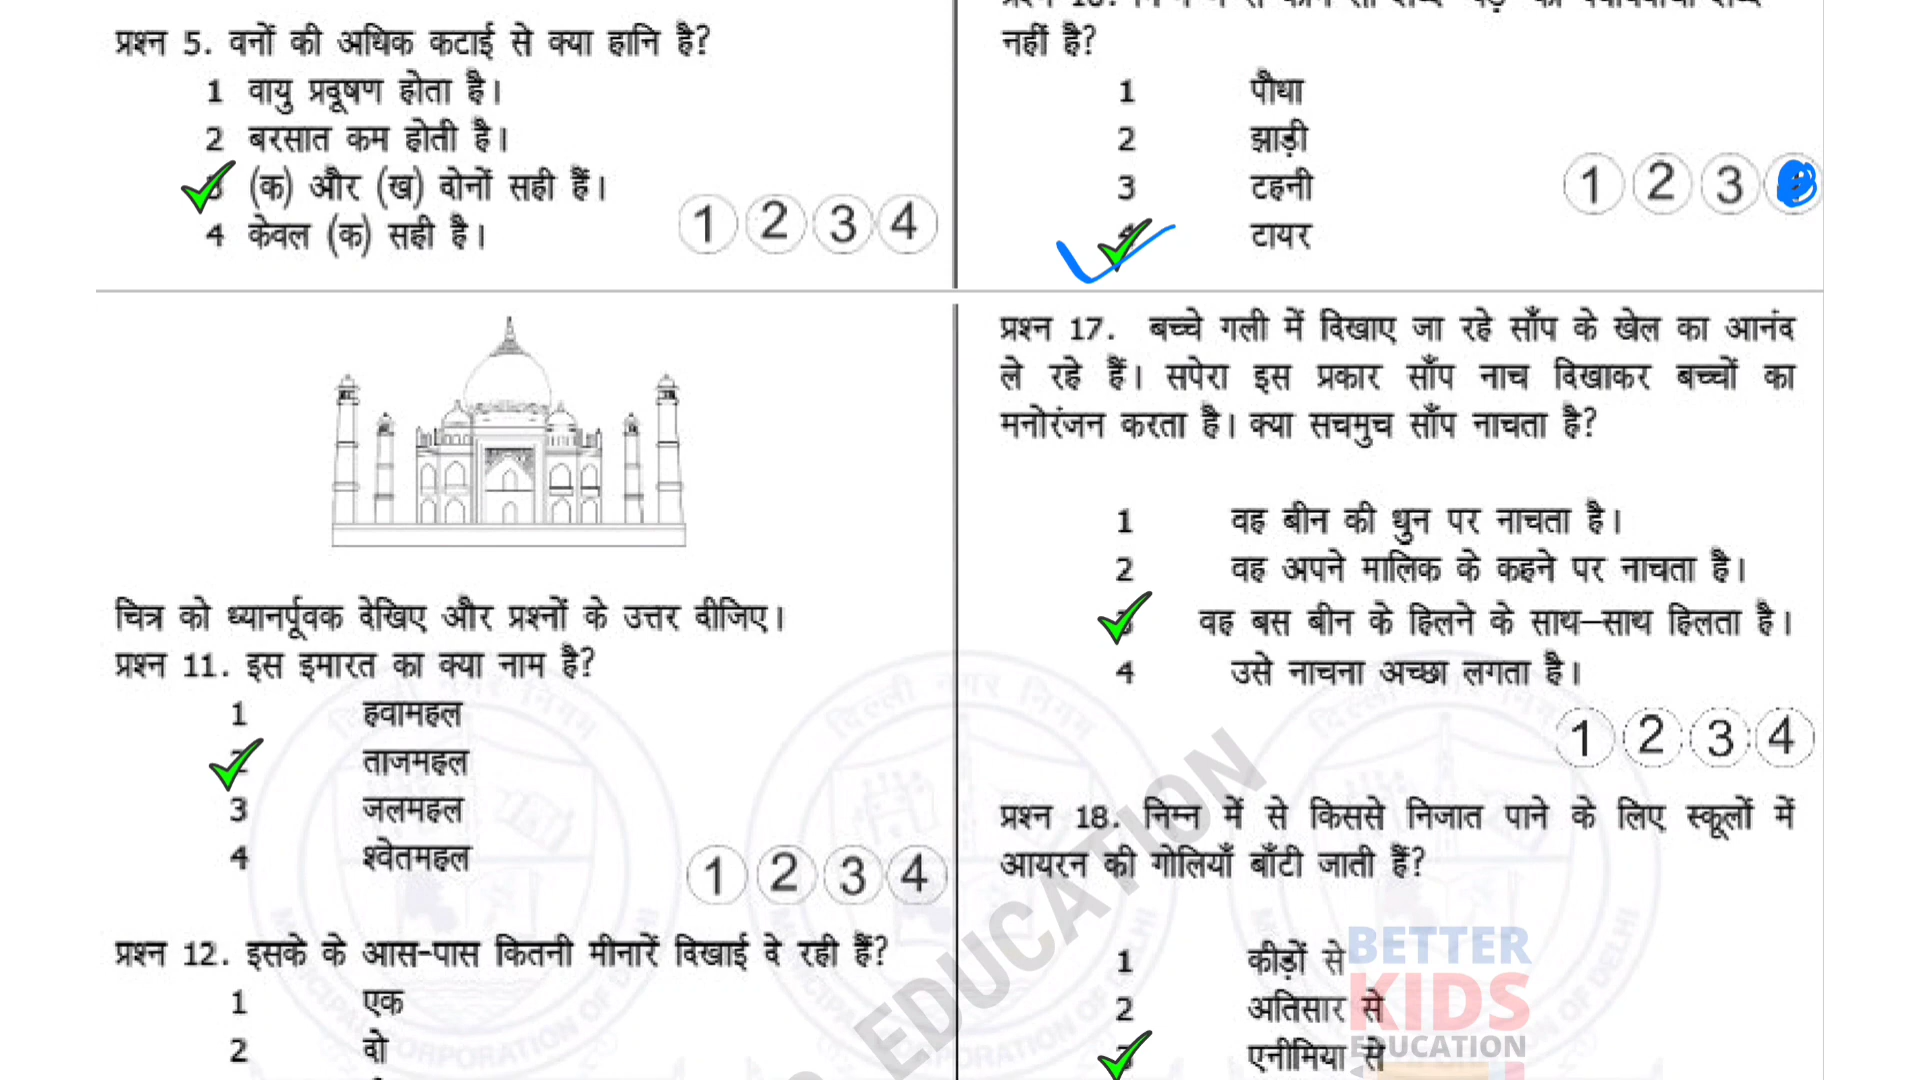 प्रश्न 5. वनों की अधिक कटाई से क्या हानि है?
1 वायु प्रदूषण होता है।
2 बरसात कम होती है।
(क) और (ख) दोनों सही हैं।
4 केवल (क) सही है।
1 2 3 4
चित्र को ध्यानर्पूवक देखिए और प्रश्नों के उत्तर दीजिए।
प्रश्न 11. इस इमारत का क्या नाम है?
1 हवामहल
ताजमहल
3 जलमहल
4 श्वेतमहल
1 2 3 4
प्रश्न 12. इसके के आस-पास कितनी मीनारें दिखाई दे रही हैं?
1 एक
2 दो
नहीं है?
1 पौधा
2 झाड़ी
3 टहनी
टायर
1 2 3
प्रश्न 17. बच्चे गली में दिखाए जा रहे साँप के खेल का आनंद
ले रहे हैं। सपेरा इस प्रकार साँप नाच दिखाकर बच्चों का
मनोरंजन करता है। क्या सचमुच साँप नाचता है?
1 वह बीन की धुन पर नाचता है।
2 वह अपने मालिक के कहने पर नाचता है।
वह बस बीन के हिलने के साथ–साथ हिलता है।
4 उसे नाचना अच्छा लगता है।
1 2 3 4
प्रश्न 18. निम्न में से किससे निजात पाने के लिए स्कूलों में
आयरन की गोलियाँ बाँटी जाती हैं?
1 कीड़ों से
2 अतिसार से
एनीमिया से
BETTER
KIDS
EDUCATION
EDUCATION